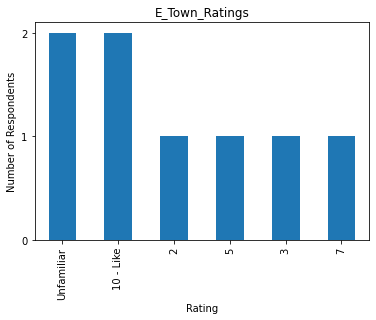 E_Town_Ratings
Number of Respondents
2
1
0
Unfamiliar
10 - Like
2
5
3
7
Rating